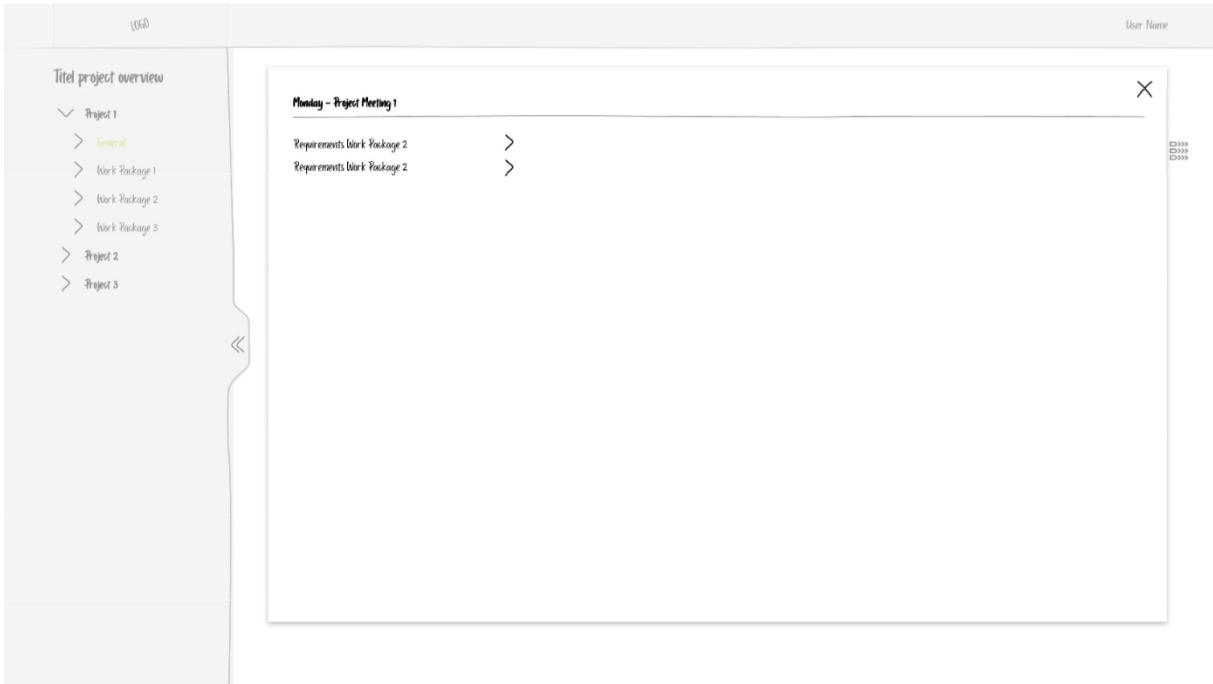 LOGO
User Name
Titel project overview
Project 1
General
Work Package 1
Work Package 2
Work Package 3
Project 2
Project 3
Monday - Project Meeting 1
Requirements Work Package 2
Requirements Work Package 2